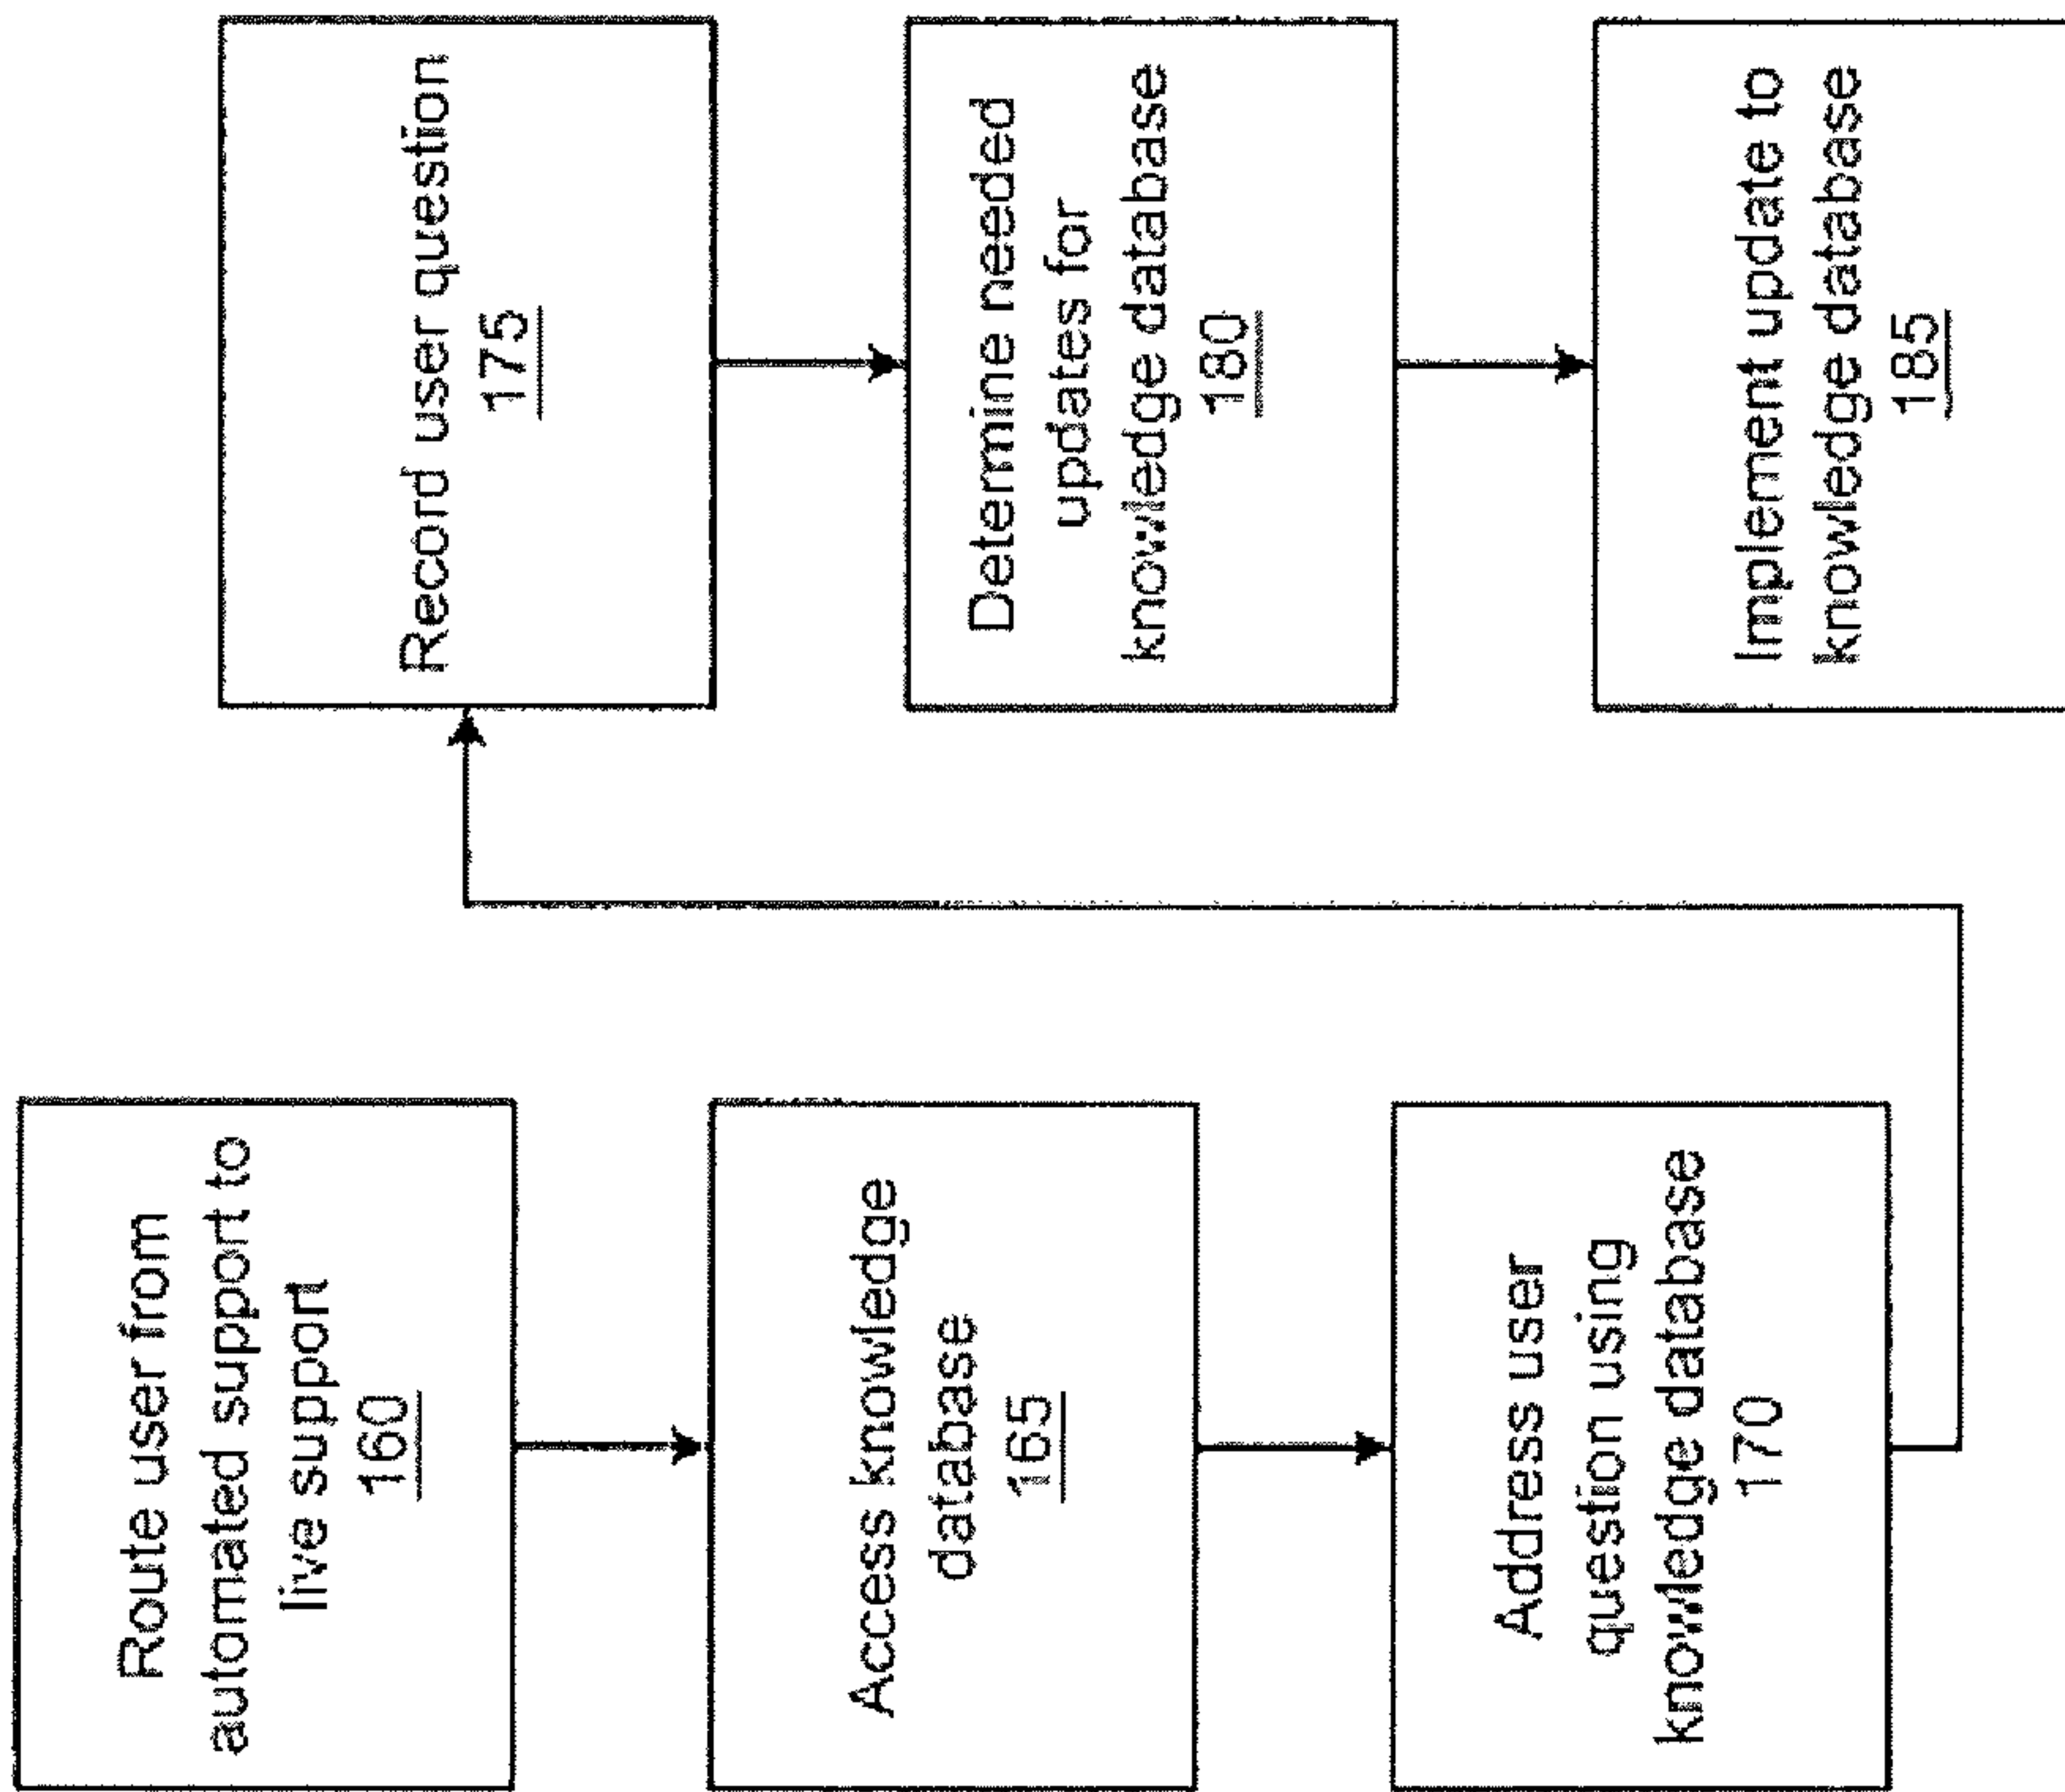 Route user from
automated support to
live support
160
Access knowledge
database
165
Address user
question using
knowledge database
170
Record user question
175
Determine needed
updates for
knowledge database
180
Implement update to
knowledge database
185